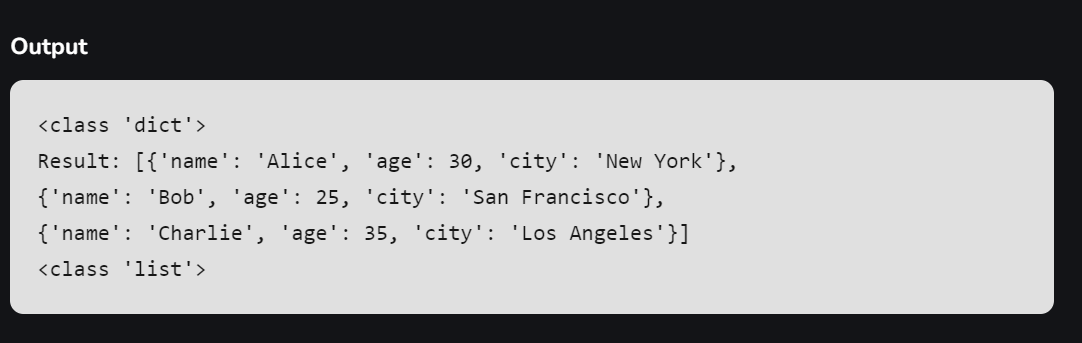 Output
<class 'dict'>
Result: [{'name': 'Alice', 'age': 30, 'city': 'New York'},
{'name': 'Bob', 'age': 25, 'city': 'San Francisco'},
{'name': 'Charlie', 'age': 35, 'city': 'Los Angeles'}]
<class 'list'>